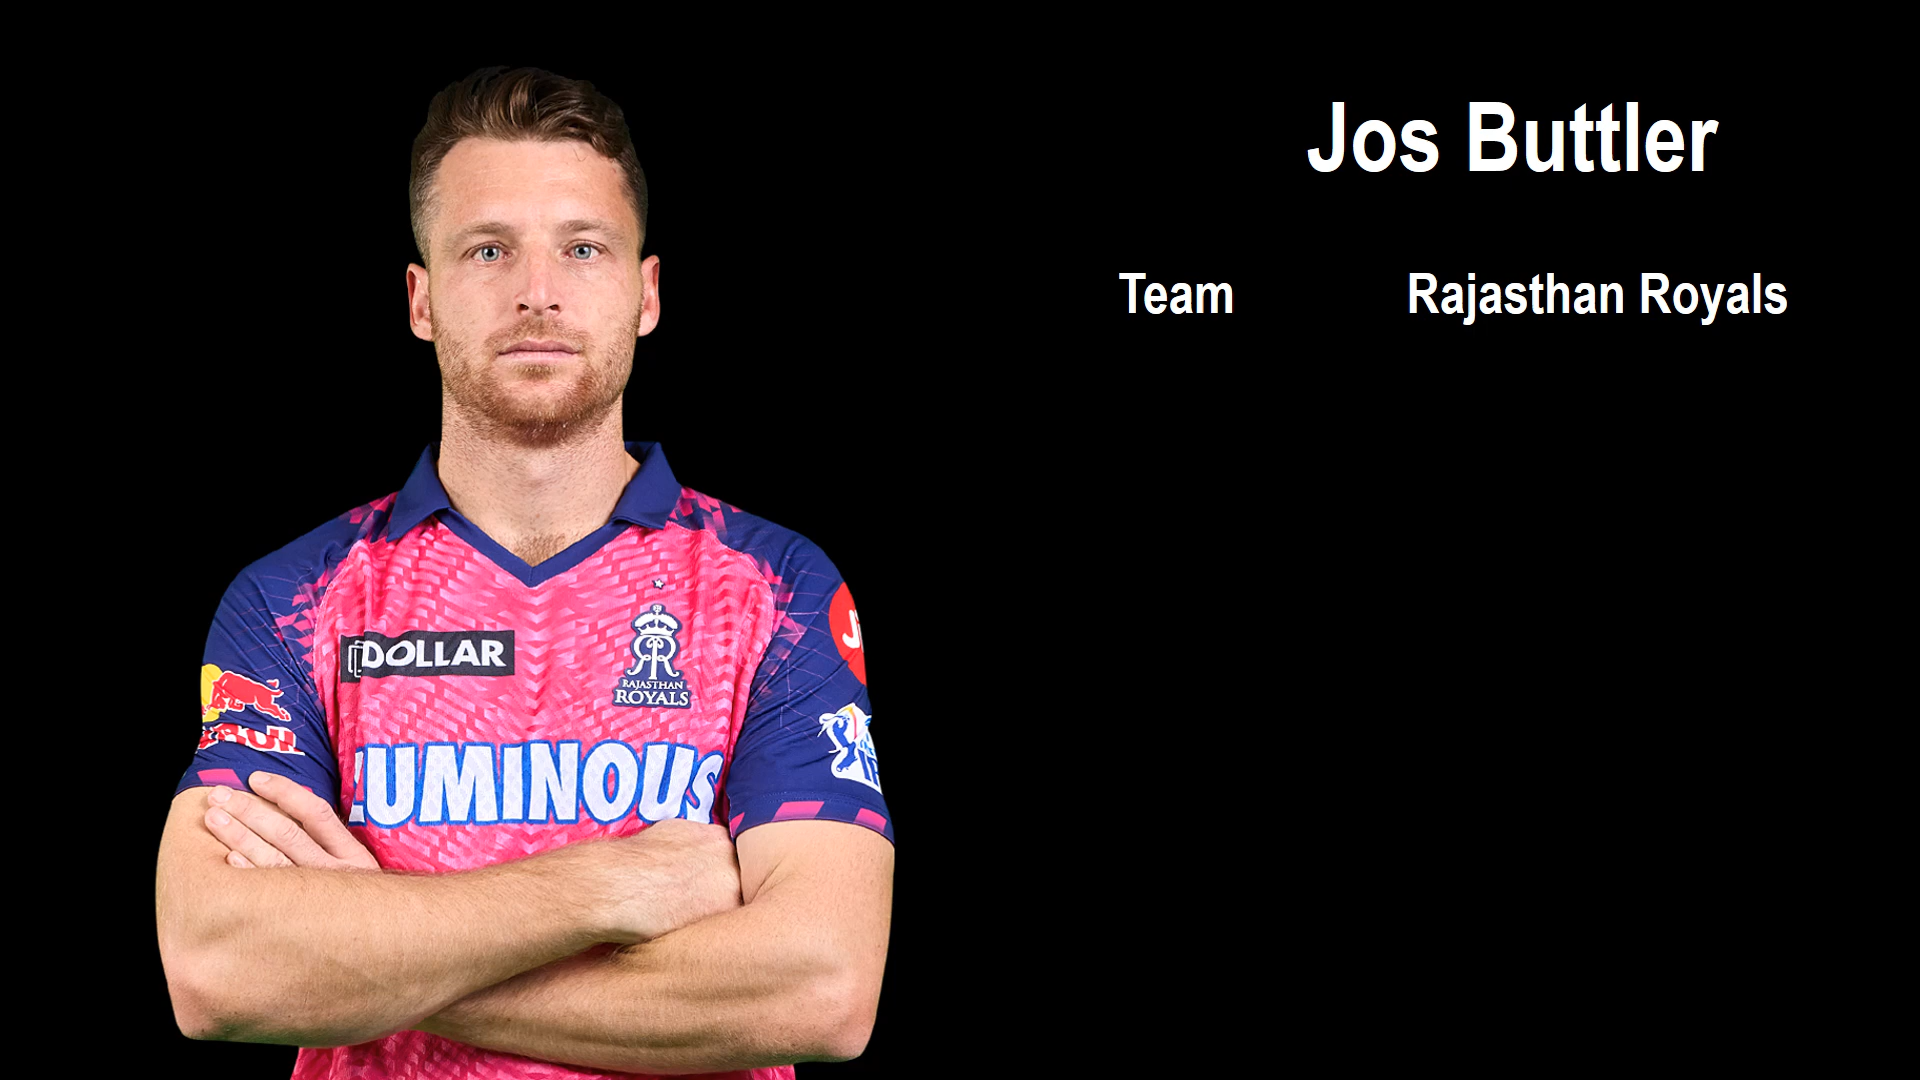 Jos Buttler
Team Rajasthan Royals
DOLLAR
RAJASTHAN
ROYALS
LUMINOUS